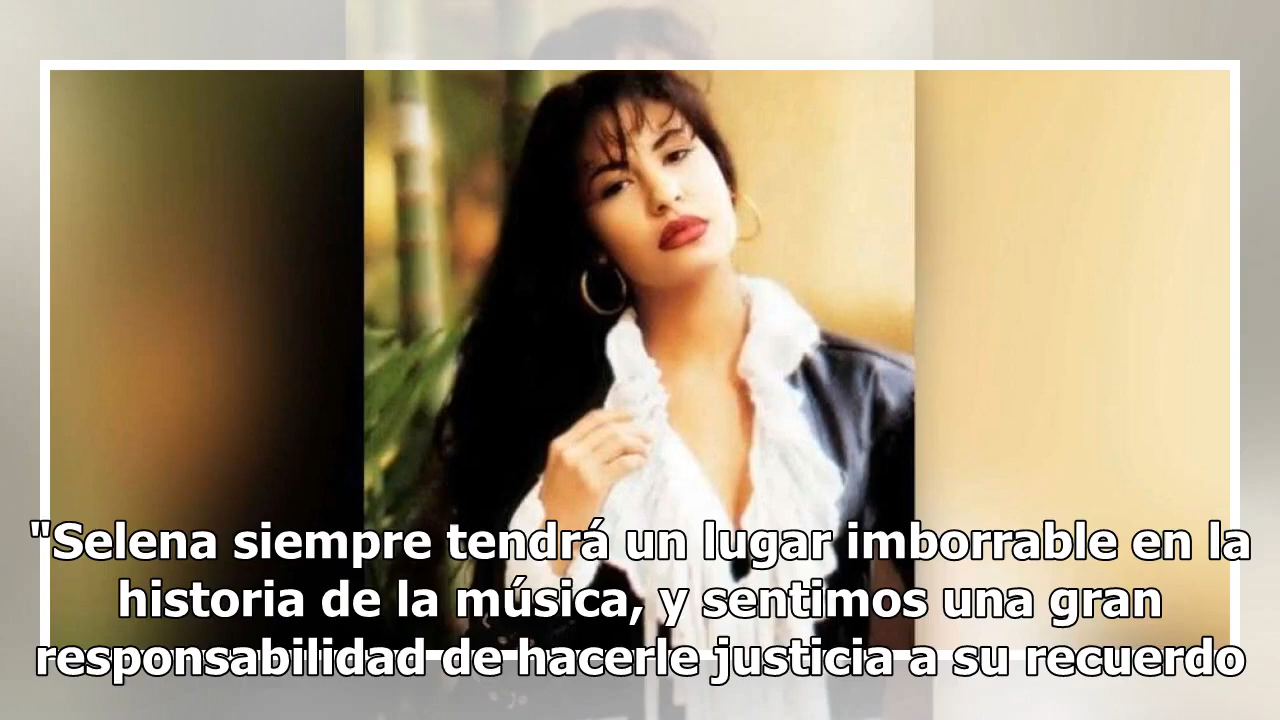 "Selena siempre tendrá un lugar imborrable en la
historia de la música, y sentimos una gran
responsabilidad de hacerle justicia a su recuerdo